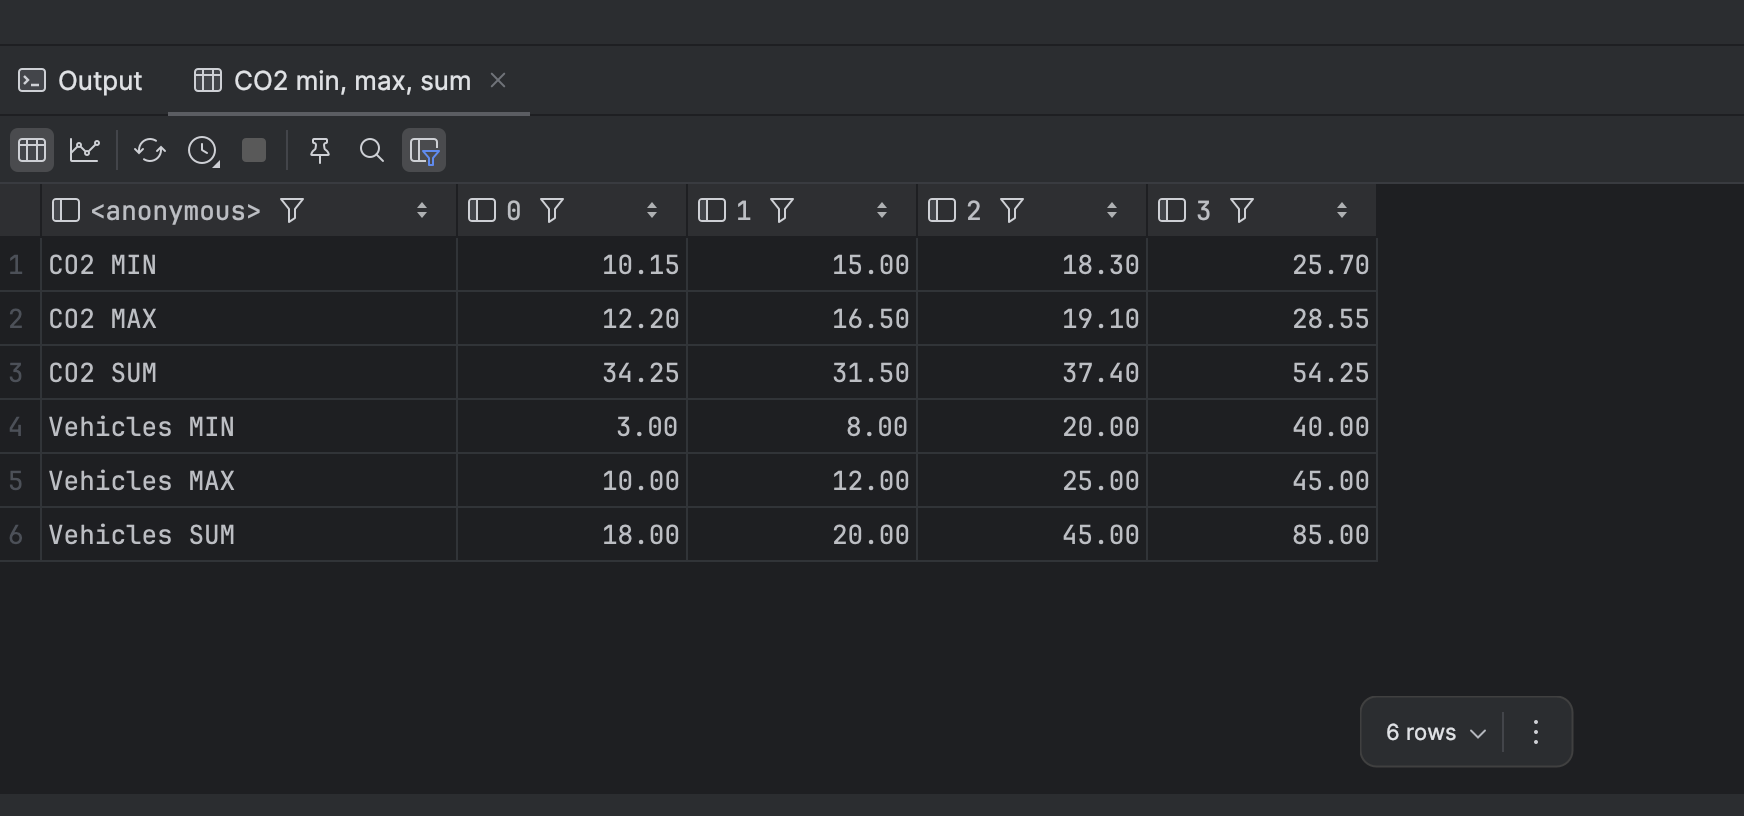 Output CO2 min, max, sum
<anonymous> 0 1 2 3
1 CO2 MIN 10.15 15.00 18.30 25.70
2 CO2 MAX 12.20 16.50 19.10 28.55
3 CO2 SUM 34.25 31.50 37.40 54.25
4 Vehicles MIN 3.00 8.00 20.00 40.00
5 Vehicles MAX 10.00 12.00 25.00 45.00
6 Vehicles SUM 18.00 20.00 45.00 85.00
6 rows